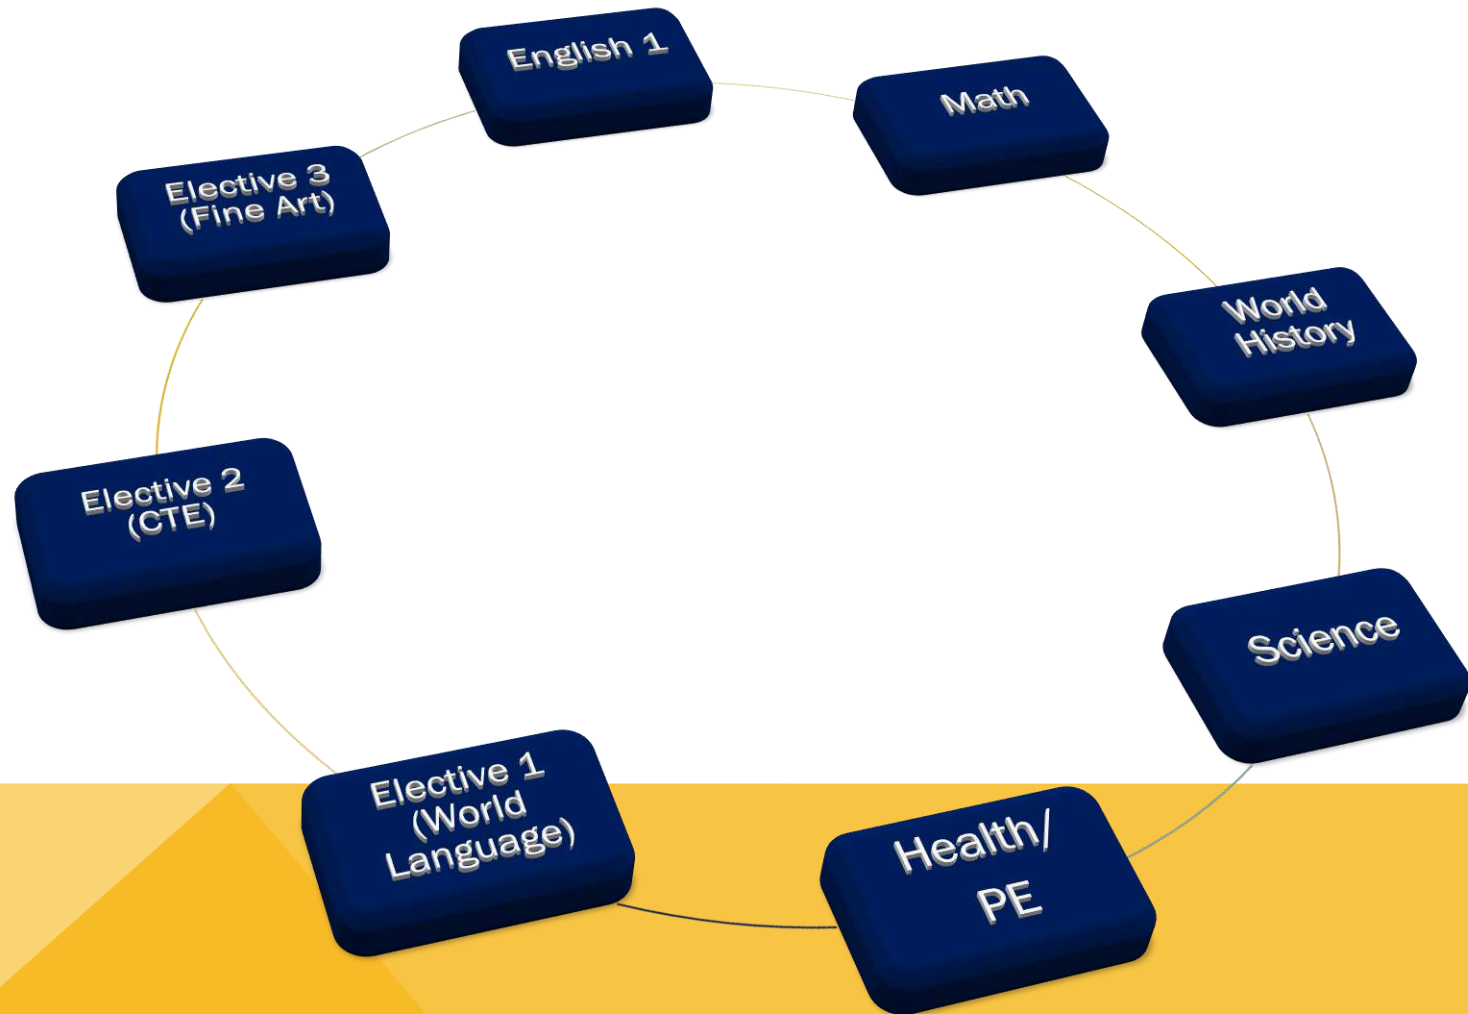 English 1
Math
World
History
Science
Health/
PE
Elective 1
(World
Language)
Elective 2
(CTE)
Elective 3
(Fine Art)